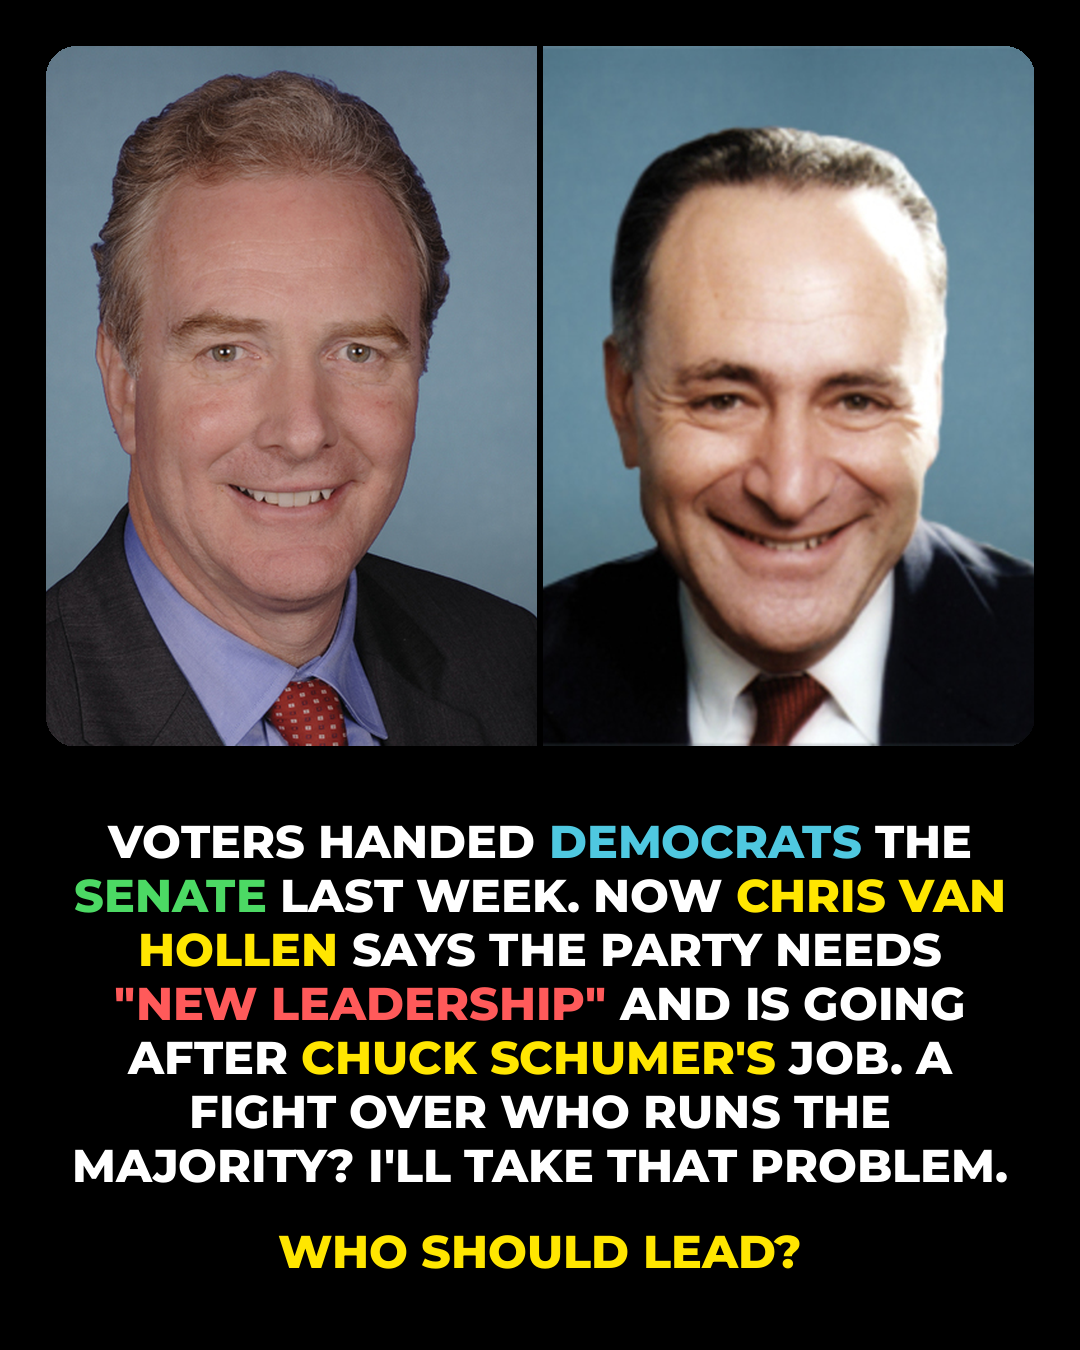 VOTERS HANDED DEMOCRATS THE
SENATE LAST WEEK. NOW CHRIS VAN
HOLLEN SAYS THE PARTY NEEDS
"NEW LEADERSHIP" AND IS GOING
AFTER CHUCK SCHUMER'S JOB. A
FIGHT OVER WHO RUNS THE
MAJORITY? I'LL TAKE THAT PROBLEM.
WHO SHOULD LEAD?